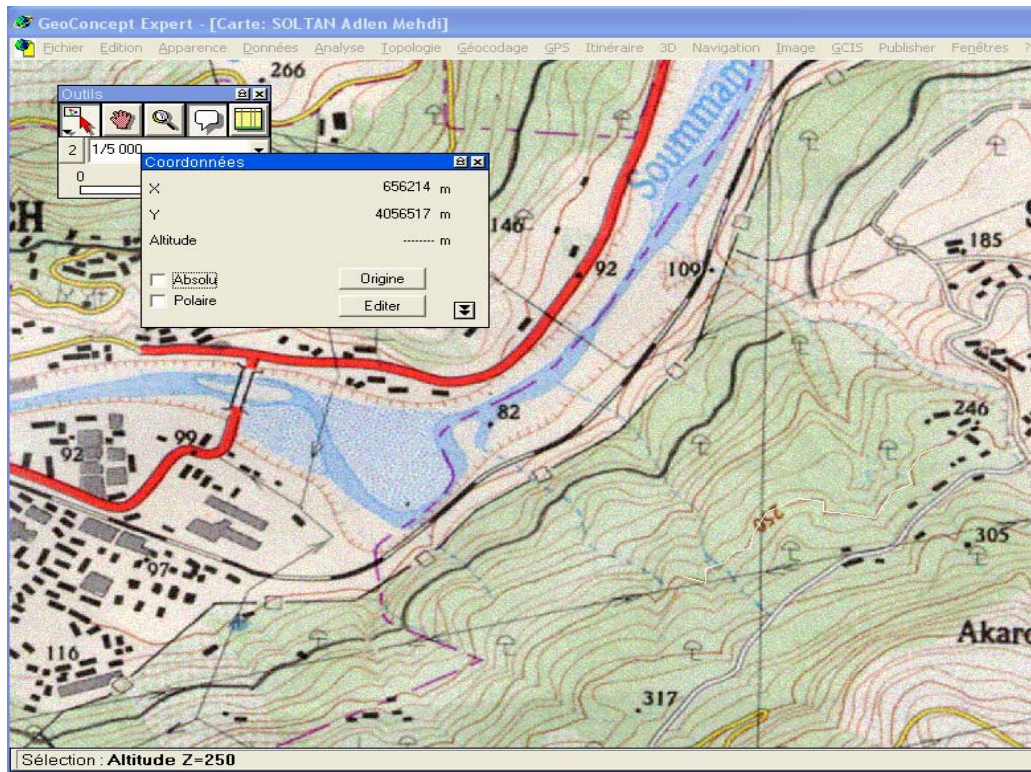 GeoConcept Expert - [Carte: SOLTAN Adlen Mehdi]
Fichier Edition Apparence Données Analyse Topologie Géocodage GPS Itinéraire 3D Navigation Image GCIS Publisher Fenêtres
266
Outils
2 1/5 000
0
Coordonnées
X 656214 m
Y 4056517 m
Altitude ------- m
Absolu
Polaire
Origine
Editer
Soummam
H
146
185
92
109
82
246
99
92
250
305
97
Akar
116
317
Sélection : Altitude Z=250